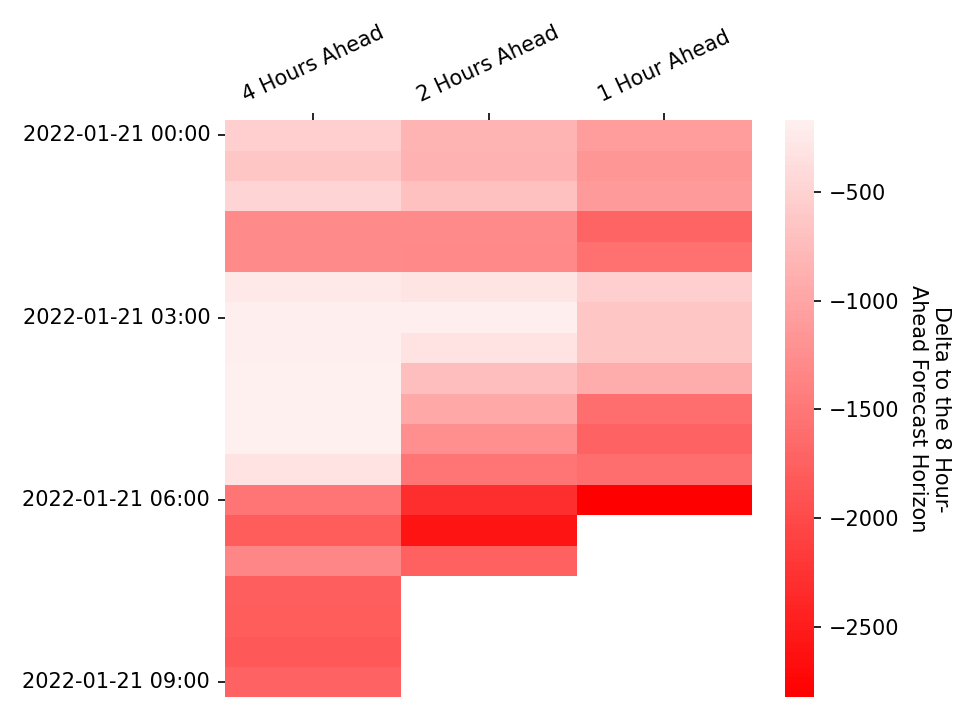 4 Hours Ahead
2 Hours Ahead
1 Hour Ahead
2022-01-21 00:00
2022-01-21 03:00
2022-01-21 06:00
2022-01-21 09:00
−500
−1000
−1500
−2000
−2500
Delta to the 8 Hour-
Ahead Forecast Horizon